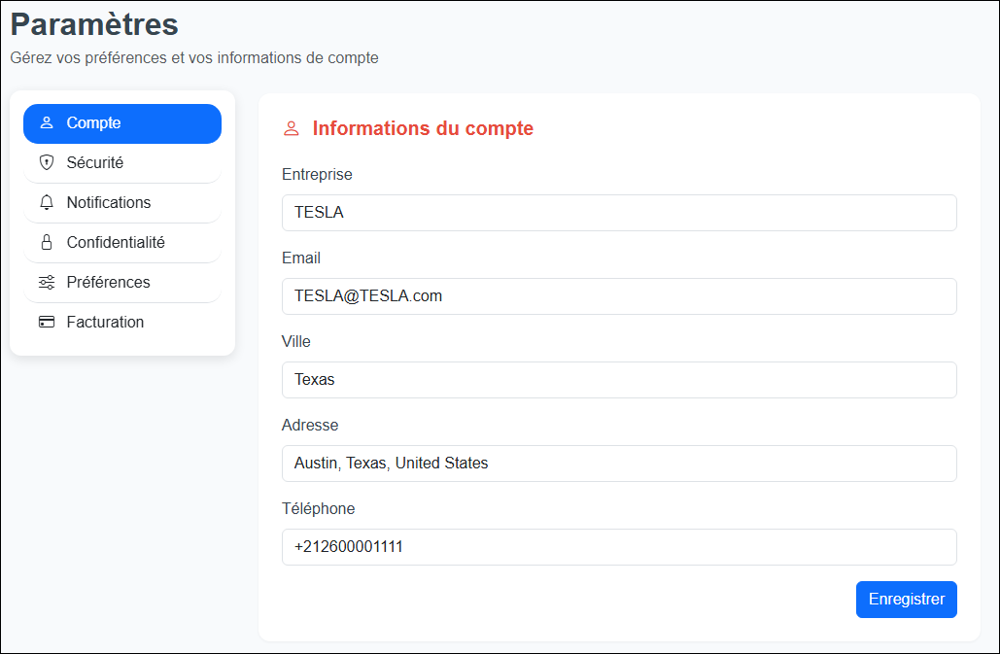 Paramètres
Gérez vos préférences et vos informations de compte
Compte
Sécurité
Notifications
Confidentialité
Préférences
Facturation
Informations du compte
Entreprise
TESLA
Email
TESLA@TESLA.com
Ville
Texas
Adresse
Austin, Texas, United States
Téléphone
+212600001111
Enregistrer